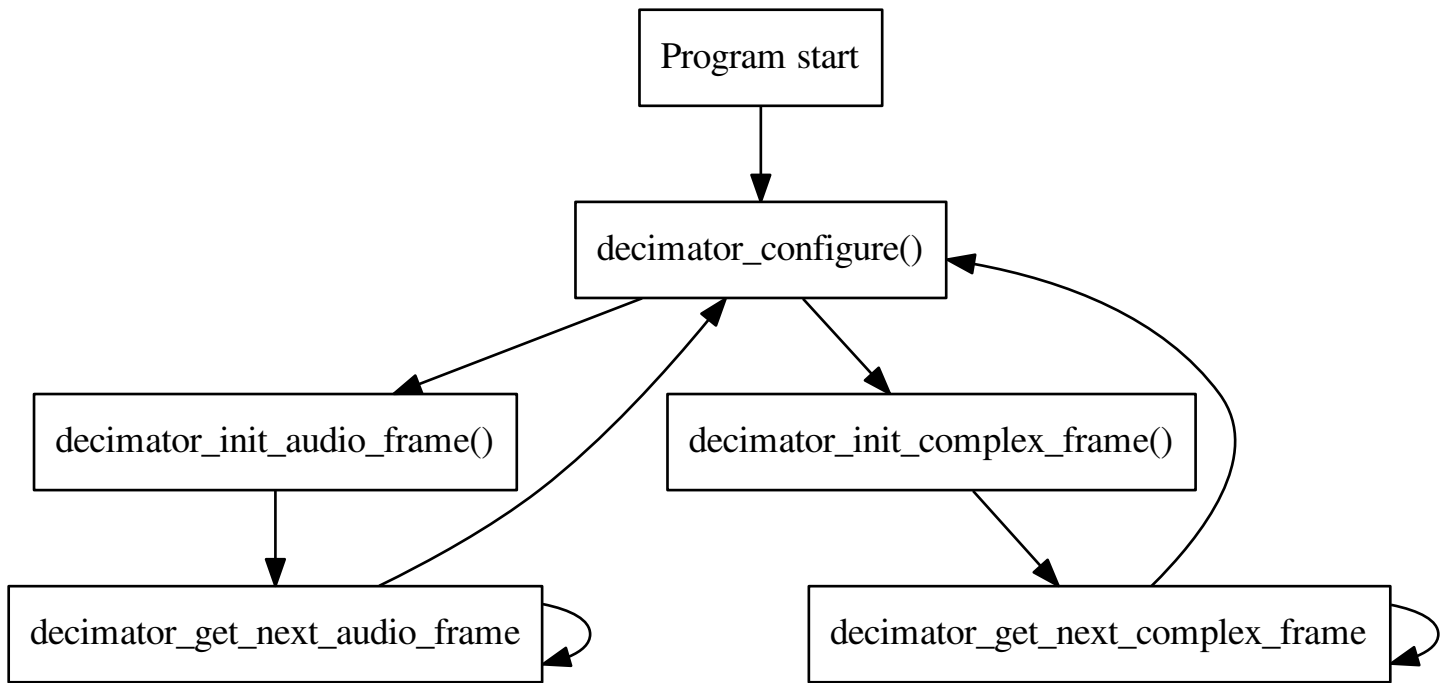 Program start
decimator_configure()
decimator_init_audio_frame()
decimator_init_complex_frame()
decimator_get_next_audio_frame
decimator_get_next_complex_frame